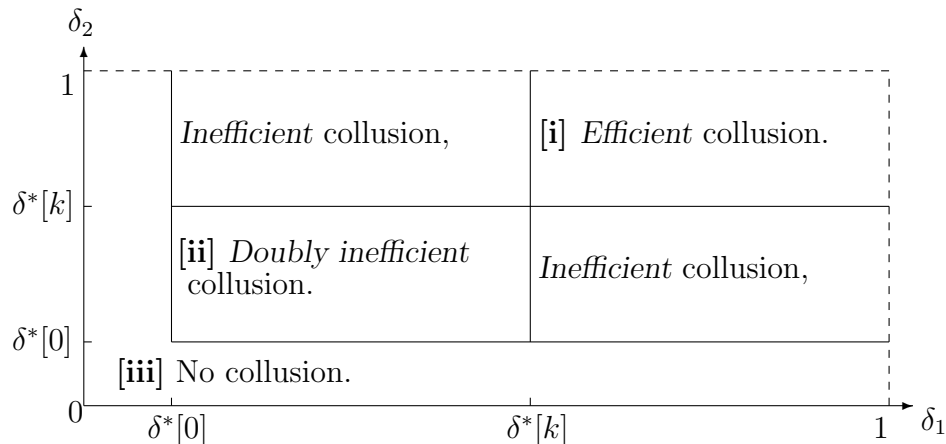 δ₂
1
Inefficient collusion,
[i] Efficient collusion.
δ*[k]
[ii] Doubly inefficient
collusion.
Inefficient collusion,
δ*[0]
[iii] No collusion.
0
δ*[0]
δ*[k]
1
δ₁